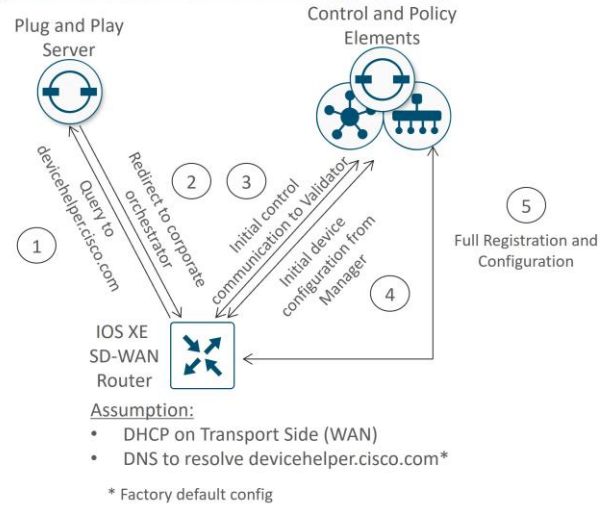 Plug and Play
Server
Control and Policy
Elements
1
Query to
devicehelper.cisco.com
Redirect to corporate
orchestrator
2
3
Initial control
communication to Validator
Initial device
configuration from
Manager
4
5
Full Registration and
Configuration
IOS XE
SD-WAN
Router
Assumption:
• DHCP on Transport Side (WAN)
• DNS to resolve devicehelper.cisco.com*
* Factory default config